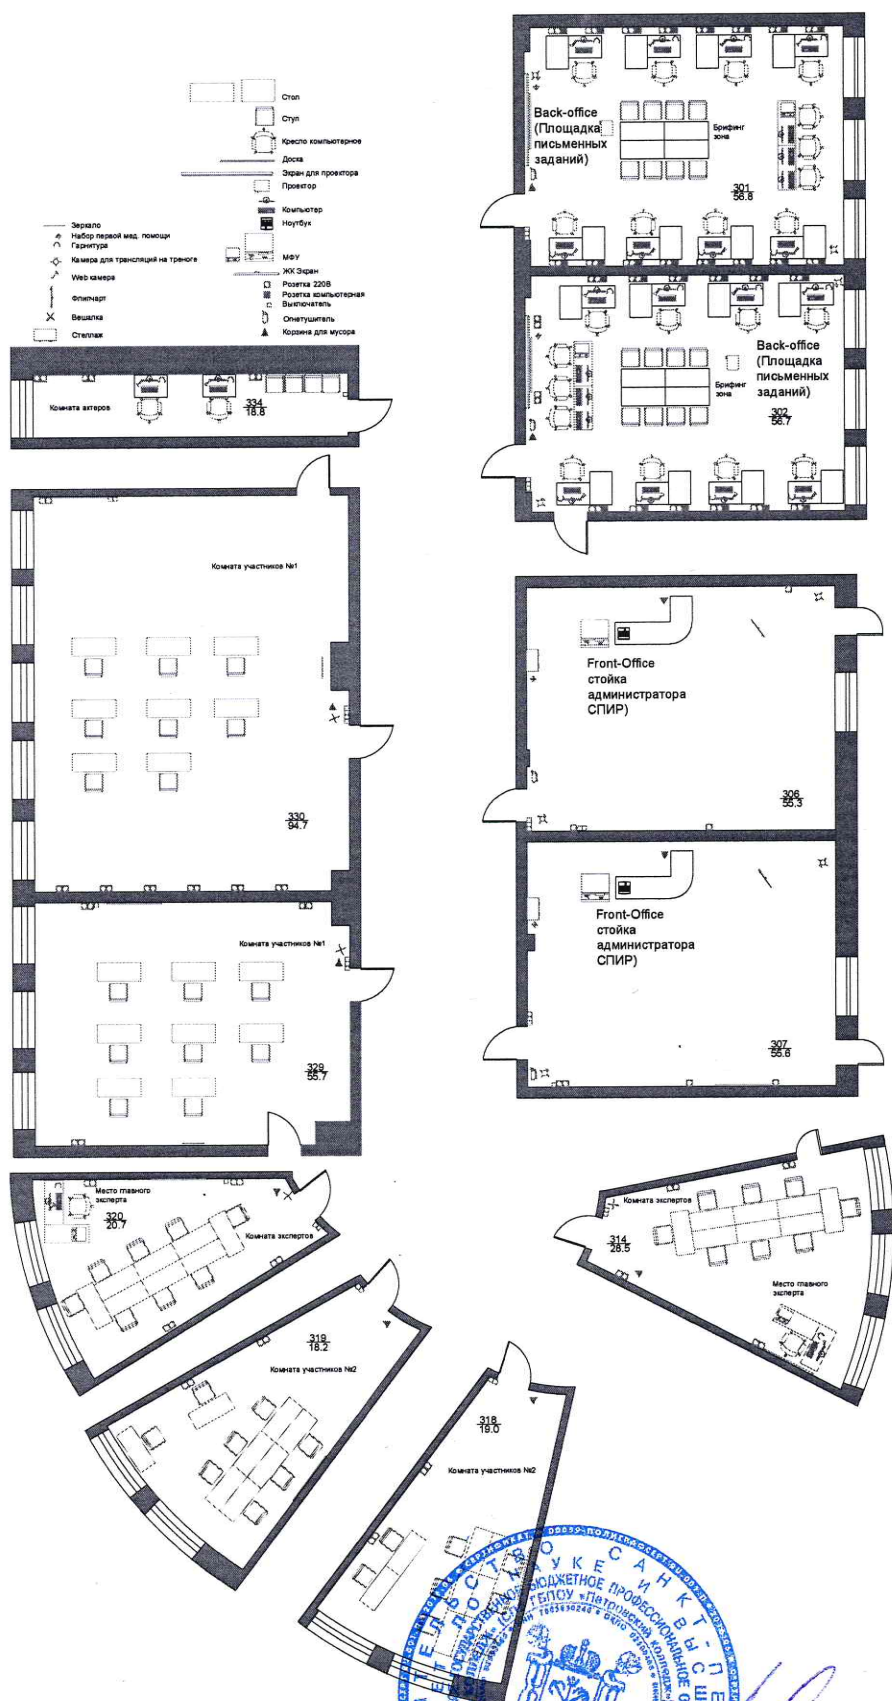 Стол
Стул
Кресло компьютерное
Доска
Экран для проектора
Проектор
Компьютер
Ноутбук
МФУ
ЖК Экран
Розетка 220В
Розетка компьютерная
Выключатель
Огнетушитель
Корзина для мусора
Зеркало
Набор первой мед. помощи
Гарнитура
Камера для трансляций на треноге
Web камера
Флипчарт
Вешалка
Стеллаж
Back-office
(Площадка
письменных
заданий)
Брифинг
зона
301
56.8
Back-office
(Площадка
письменных
заданий)
Брифинг
зона
302
56.7
Комната актеров
334
18.8
Комната участников №1
330
94.7
Front-Office
стойка
администратора
СПИР)
306
55.3
Комната участников №1
329
55.7
Front-Office
стойка
администратора
СПИР)
307
55.6
Место главного
эксперта
320
20.7
Комната экспертов
Комната экспертов
314
28.5
Место главного
эксперта
319
18.2
Комната участников №2
318
19.0
Комната участников №2